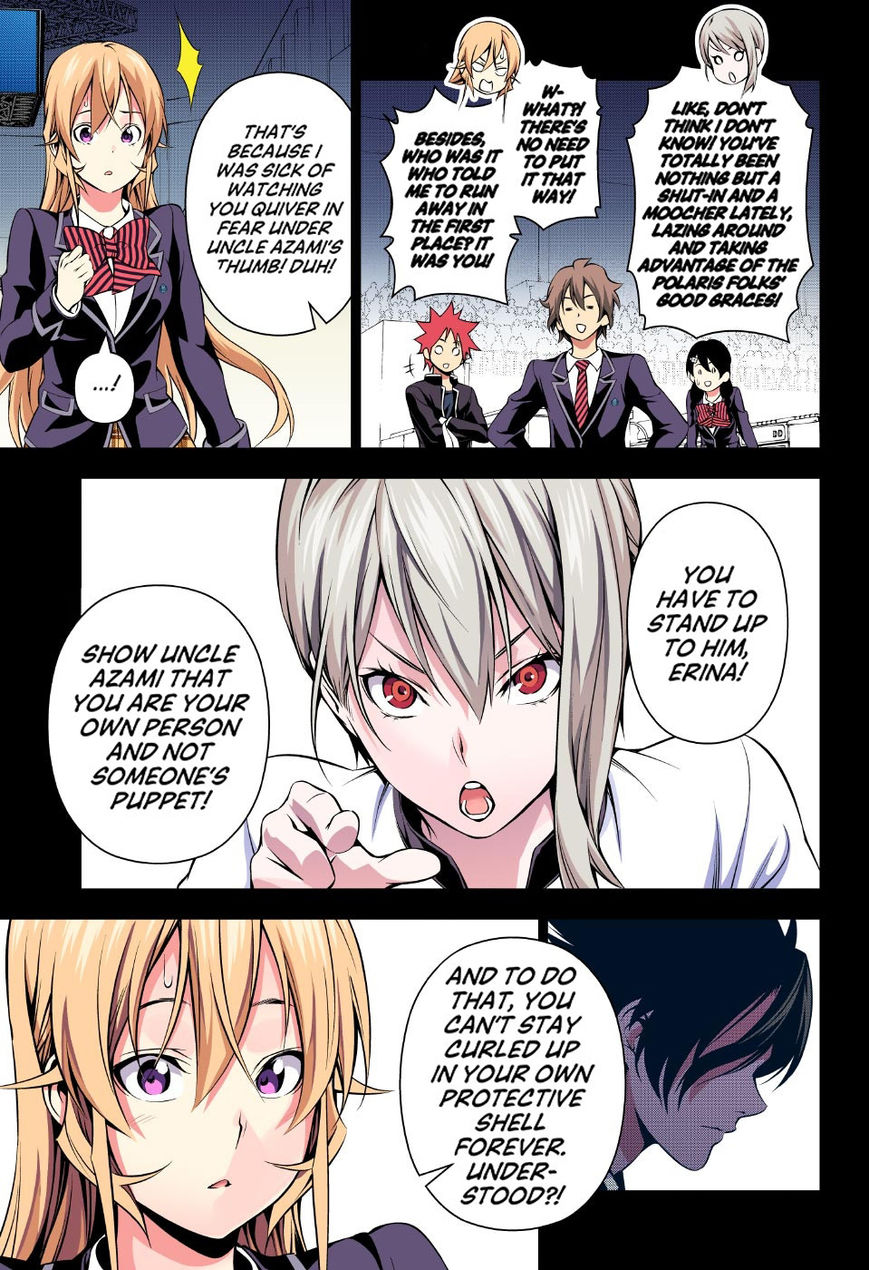 LIKE, DON'T
THINK I DON'T
KNOW! YOU'VE
TOTALLY BEEN
NOTHING BUT A
SHUT-IN AND A
MOOCHER LATELY,
LAZING AROUND
AND TAKING
ADVANTAGE OF THE
POLARIS FOLKS'
GOOD GRACES!
W-
WHAT?!
THERE'S
NO NEED
TO PUT
IT THAT
WAY!
BESIDES,
WHO WAS IT
WHO TOLD
ME TO RUN
AWAY IN
THE FIRST
PLACE? IT
WAS YOU!
THAT'S
BECAUSE I
WAS SICK OF
WATCHING
YOU QUIVER IN
FEAR UNDER
UNCLE AZAMI'S
THUMB! DUH!
...!
YOU
HAVE TO
STAND UP
TO HIM,
ERINA!
SHOW UNCLE
AZAMI THAT
YOU ARE YOUR
OWN PERSON
AND NOT
SOMEONE'S
PUPPET!
AND TO DO
THAT, YOU
CAN'T STAY
CURLED UP
IN YOUR OWN
PROTECTIVE
SHELL
FOREVER.
UNDER-
STOOD?!